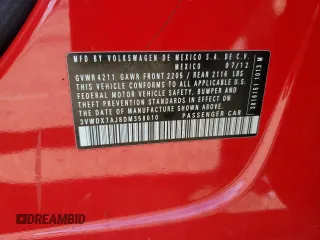 MFD BY VOLKSWAGEN DE MEXICO S.A. DE C.V.
MEXICO 07/12
GVWR 4211 GAWR FRONT 2205 / REAR 2116 LBS
THIS VEHICLE CONFORMS TO ALL APPLICABLE U.S.
FEDERAL MOTOR VEHICLE SAFETY, BUMPER, AND
THEFT PREVENTION STANDARDS IN EFFECT ON THE
DATE OF MANUFACTURE SHOWN ABOVE.
3VWDX7AJ8DM358010 PASSENGER CAR
DREAMBID